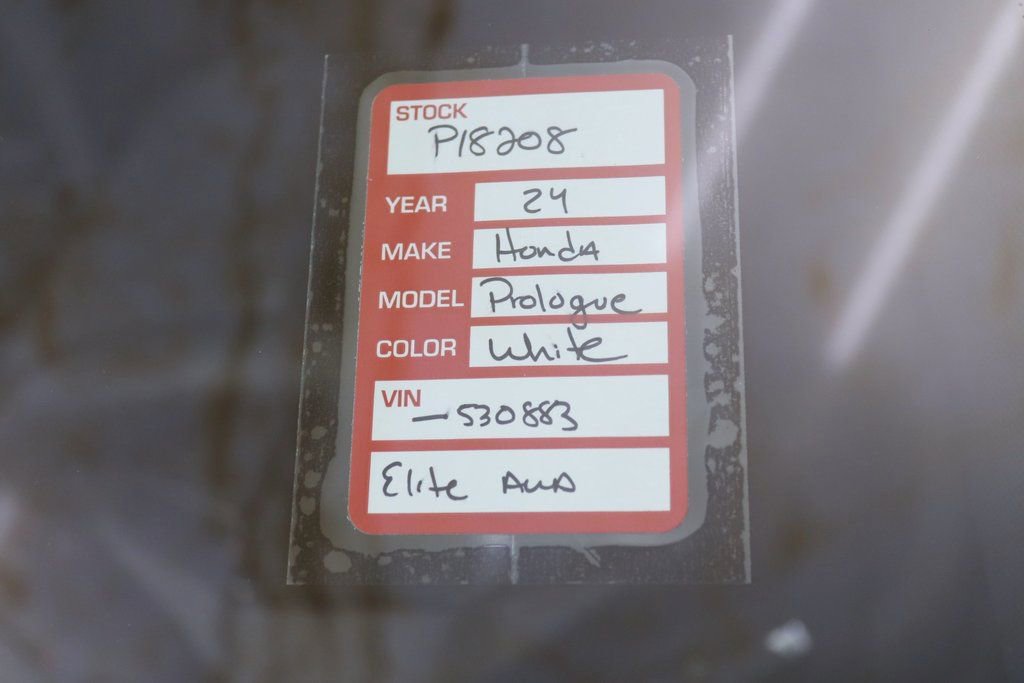 STOCK
P18208
YEAR 24
MAKE Honda
MODEL Prologue
COLOR White
VIN
-530883
Elite AWD